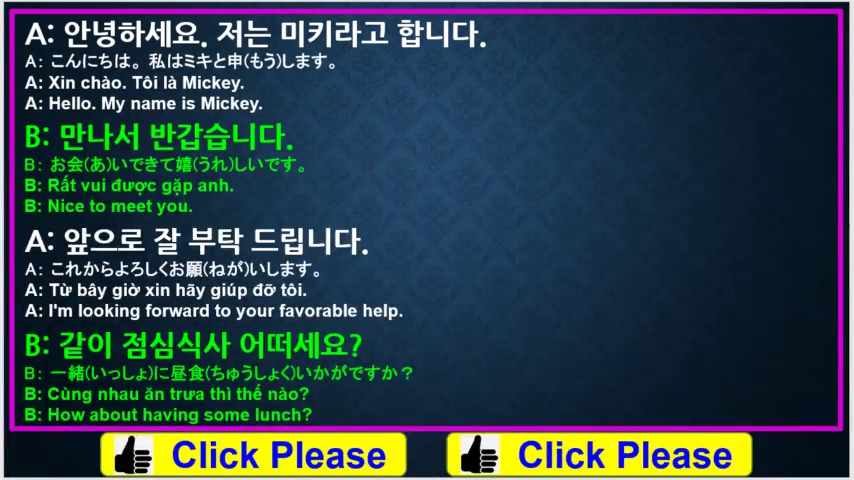 A: 안녕하세요. 저는 미키라고 합니다.
A: こんにちは。私はミキと申(もう)します。
A: Xin chào. Tôi là Mickey.
A: Hello. My name is Mickey.
B: 만나서 반갑습니다.
B: お会(あ)いできて嬉(うれ)しいです。
B: Rất vui được gặp anh.
B: Nice to meet you.
A: 앞으로 잘 부탁 드립니다.
A: これからよろしくお願(ねが)いします。
A: Từ bây giờ xin hãy giúp đỡ tôi.
A: I'm looking forward to your favorable help.
B: 같이 점심식사 어떠세요?
B: 一緒(いっしょ)に昼食(ちゅうしょく)いかがですか？
B: Cùng nhau ăn trưa thì thế nào?
B: How about having some lunch?
Click Please
Click Please